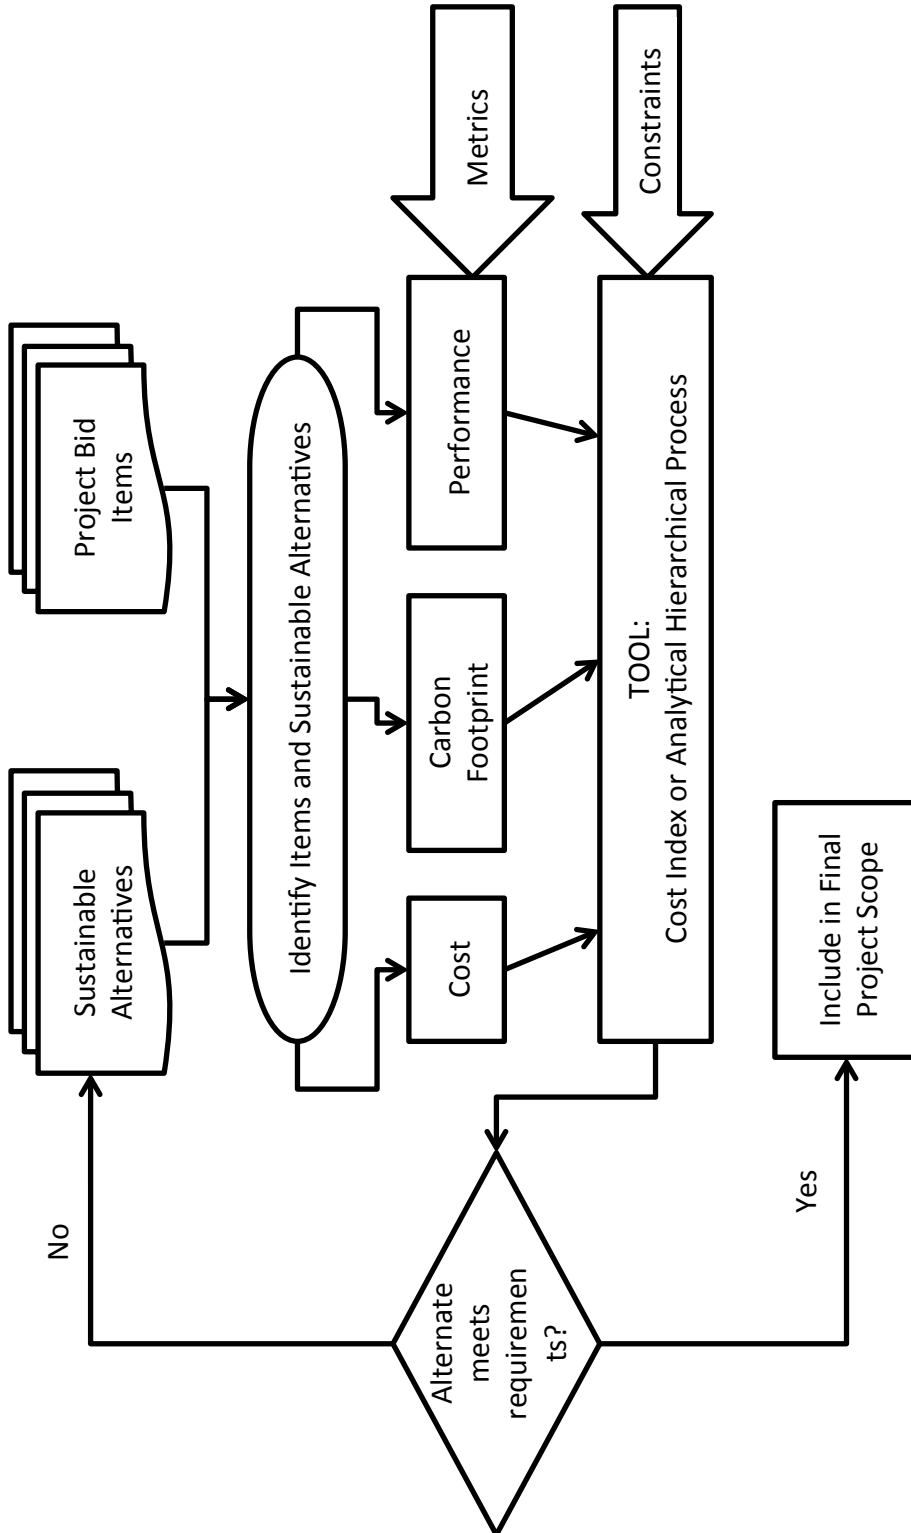 Sustainable
Alternatives
Project Bid
Items
Identify Items and Sustainable Alternatives
Cost
Carbon
Footprint
Performance
Metrics
TOOL:
Cost Index or Analytical Hierarchical Process
Constraints
Alternate
meets
requiremen
ts?
No
Yes
Include in Final
Project Scope